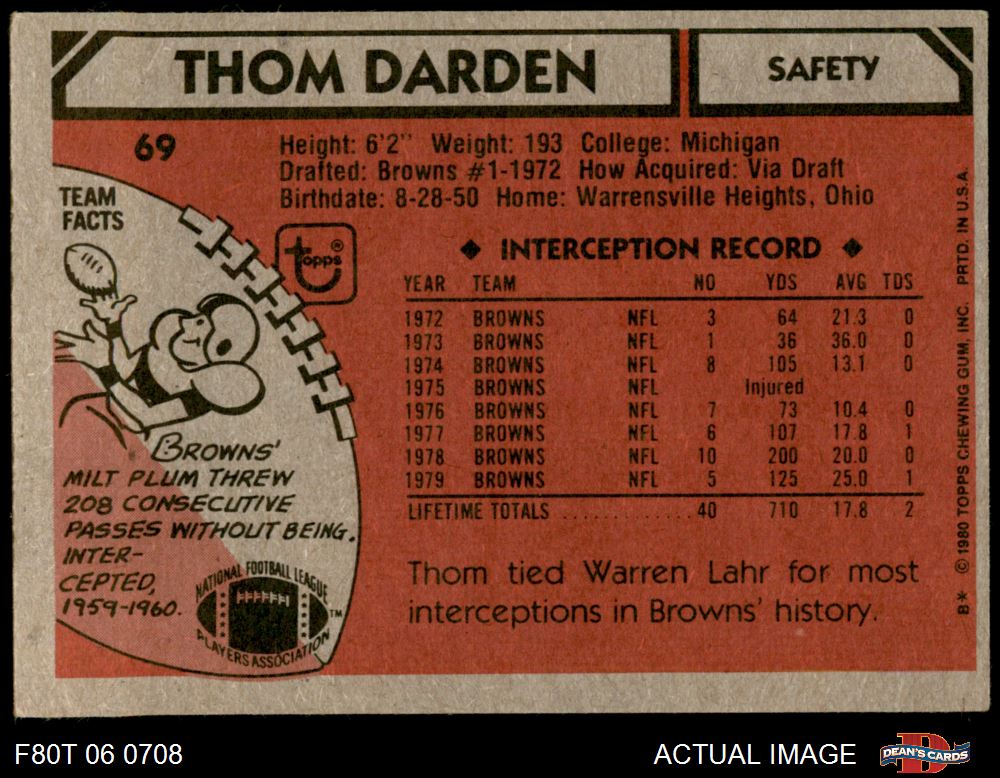 THOM DARDEN
SAFETY
69
Height: 6'2" Weight: 193 College: Michigan
Drafted: Browns #1-1972 How Acquired: Via Draft
Birthdate: 8-28-50 Home: Warrensville Heights, Ohio
TEAM
FACTS
Topps®
BROWNS'
MILT PLUM THREW
208 CONSECUTIVE
PASSES WITHOUT BEING.
INTER-
CEPTED,
1959-1960.
NATIONAL FOOTBALL LEAGUE
PLAYERS ASSOCIATION
TM
◆ INTERCEPTION RECORD ◆
YEAR TEAM NO YDS AVG TDS
1972 BROWNS NFL 3 64 21.3 0
1973 BROWNS NFL 1 36 36.0 0
1974 BROWNS NFL 8 105 13.1 0
1975 BROWNS NFL Injured
1976 BROWNS NFL 7 73 10.4 0
1977 BROWNS NFL 6 107 17.8 1
1978 BROWNS NFL 10 200 20.0 0
1979 BROWNS NFL 5 125 25.0 1
LIFETIME TOTALS ............ 40 710 17.8 2
Thom tied Warren Lahr for most
interceptions in Browns' history.
B* © 1980 TOPPS CHEWING GUM, INC. PRTD. IN U.S.A.
F80T 06 0708
ACTUAL IMAGE
D
DEAN'S CARDS